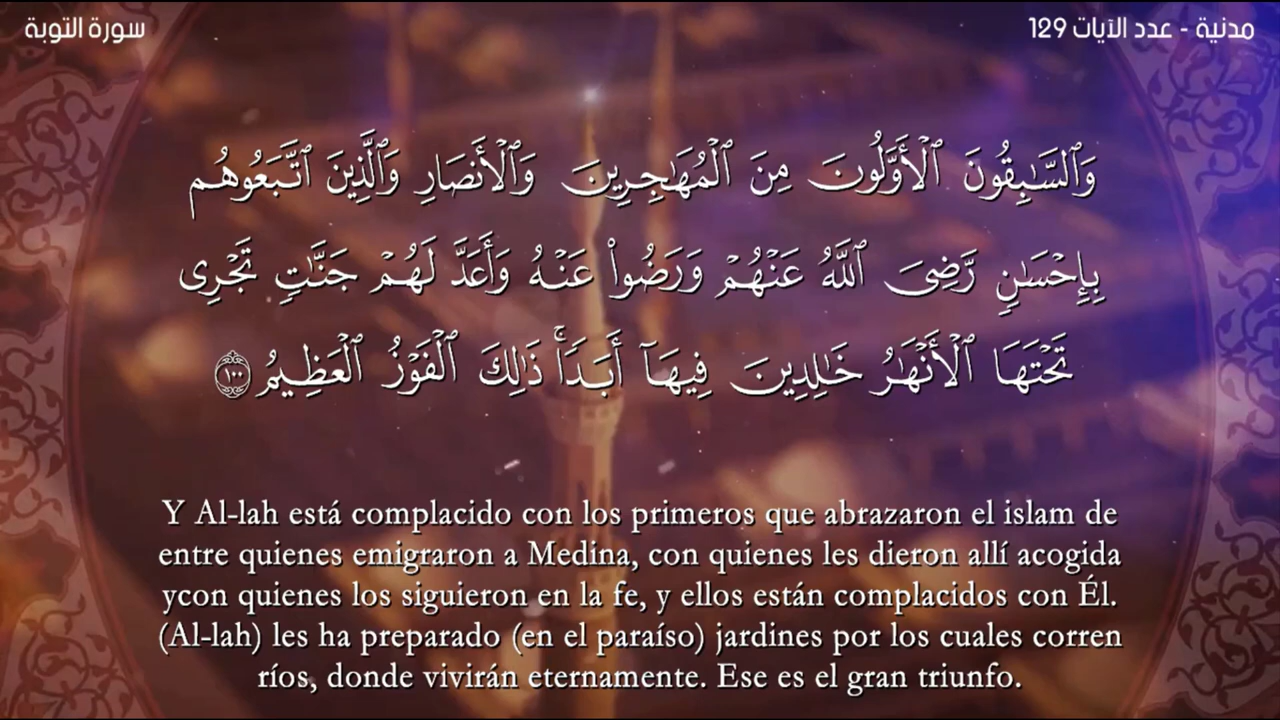 مدنية - عدد الآيات 129
سورة التوبة
وَٱلسَّـٰبِقُونَ ٱلْأَوَّلُونَ مِنَ ٱلْمُهَـٰجِرِينَ وَٱلْأَنصَارِ وَٱلَّذِينَ ٱتَّبَعُوهُم
بِإِحْسَـٰنٍ رَّضِىَ ٱللَّهُ عَنْهُمْ وَرَضُوا۟ عَنْهُ وَأَعَدَّ لَهُمْ جَنَّـٰتٍ تَجْرِى
تَحْتَهَا ٱلْأَنْهَـٰرُ خَـٰلِدِينَ فِيهَآ أَبَدًا ۚ ذَٰلِكَ ٱلْفَوْزُ ٱلْعَظِيمُ ١٠٠
Y Al-lah está complacido con los primeros que abrazaron el islam de
entre quienes emigraron a Medina, con quienes les dieron allí acogida
ycon quienes los siguieron en la fe, y ellos están complacidos con Él.
(Al-lah) les ha preparado (en el paraíso) jardines por los cuales corren
ríos, donde vivirán eternamente. Ese es el gran triunfo.